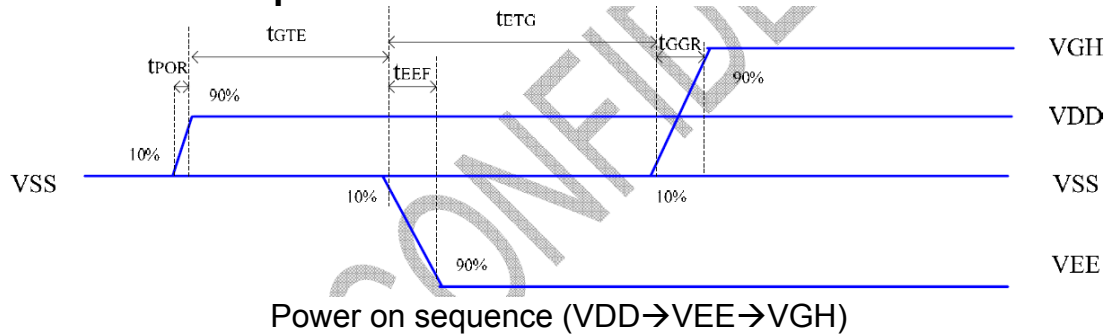 tETG
tGTE
tGGR
VGH
tPOR
tEEF
90%
90%
VDD
10%
VSS
10%
10%
VSS
90%
VEE
Power on sequence (VDD→VEE→VGH)